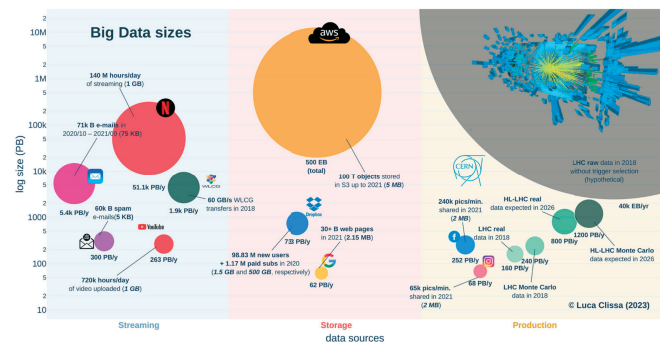 Big Data sizes
log size (PB)
20M
10M
2M
1M
200k
100k
20k
10k
2000
1000
200
100
20
10
140 M hours/day
of streaming (1 GB)
N
71k B e-mails in
2020/10 – 2021/09 (75 KB)
51.1k PB/y
5.4k PB/y
WLCG
60 GB/s WLCG
transfers in 2018
1.9k PB/y
60k B spam
e-mails(5 KB)
300 PB/y
YouTube
263 PB/y
720k hours/day
of video uploaded (1 GB)
aws
500 EB
(total)
100 T objects stored
in S3 up to 2021 (5 MB)
Dropbox
733 PB/y
30+ B web pages
in 2021 (2.15 MB)
98.83 M new users
+ 1.17 M paid subs in 2020
(1.5 GB and 500 GB, respectively)
G
62 PB/y
LHC raw data in 2018
without trigger selection
(hypothetical)
40k EB/yr
CERN
240k pics/min.
shared in 2021
(2 MB)
f
252 PB/y
65k pics/min.
shared in 2021
(2 MB)
68 PB/y
LHC real
data in 2018
160 PB/y
HL-LHC real
data expected in 2026
800 PB/y
240 PB/y
LHC Monte Carlo
data in 2018
1200 PB/y
HL-LHC Monte Carlo
data expected in 2026
© Luca Clissa (2023)
Streaming
Storage
Production
data sources